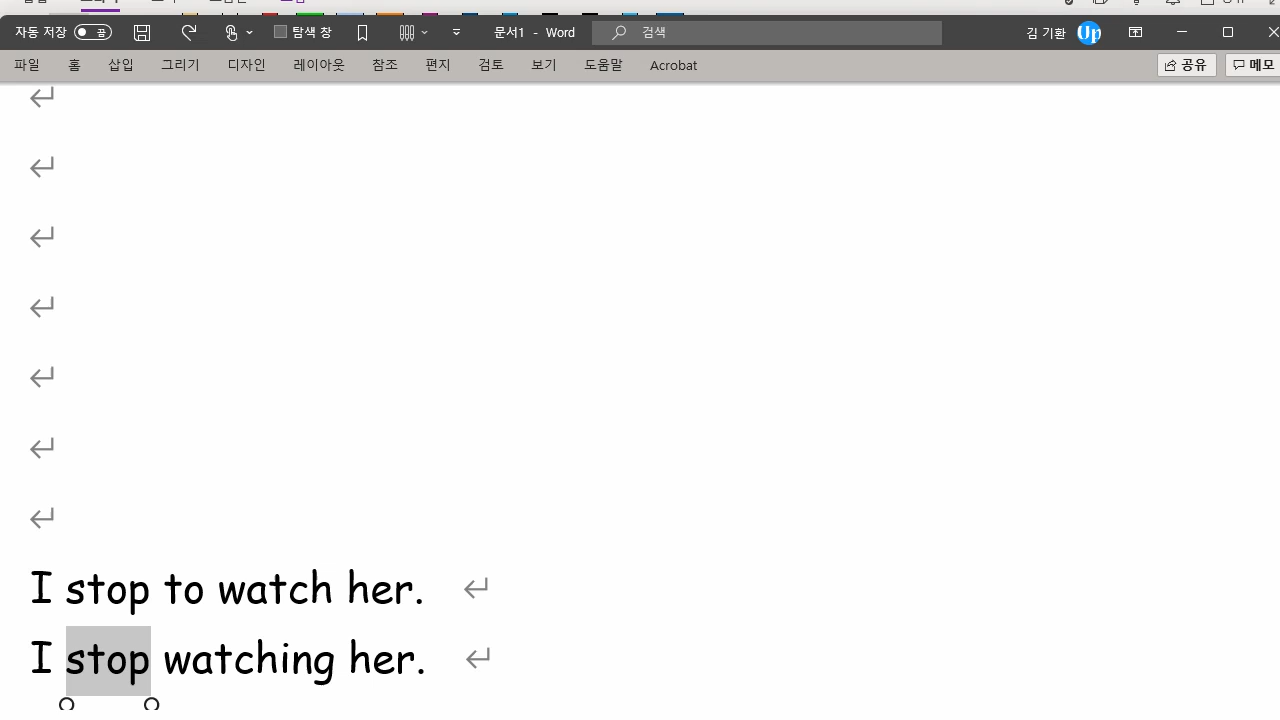 자동 저장 끔 탐색 창 문서1 - Word 검색 김 기환 Up
파일 홈 삽입 그리기 디자인 레이아웃 참조 편지 검토 보기 도움말 Acrobat 공유 메모
I stop to watch her.
I stop watching her.